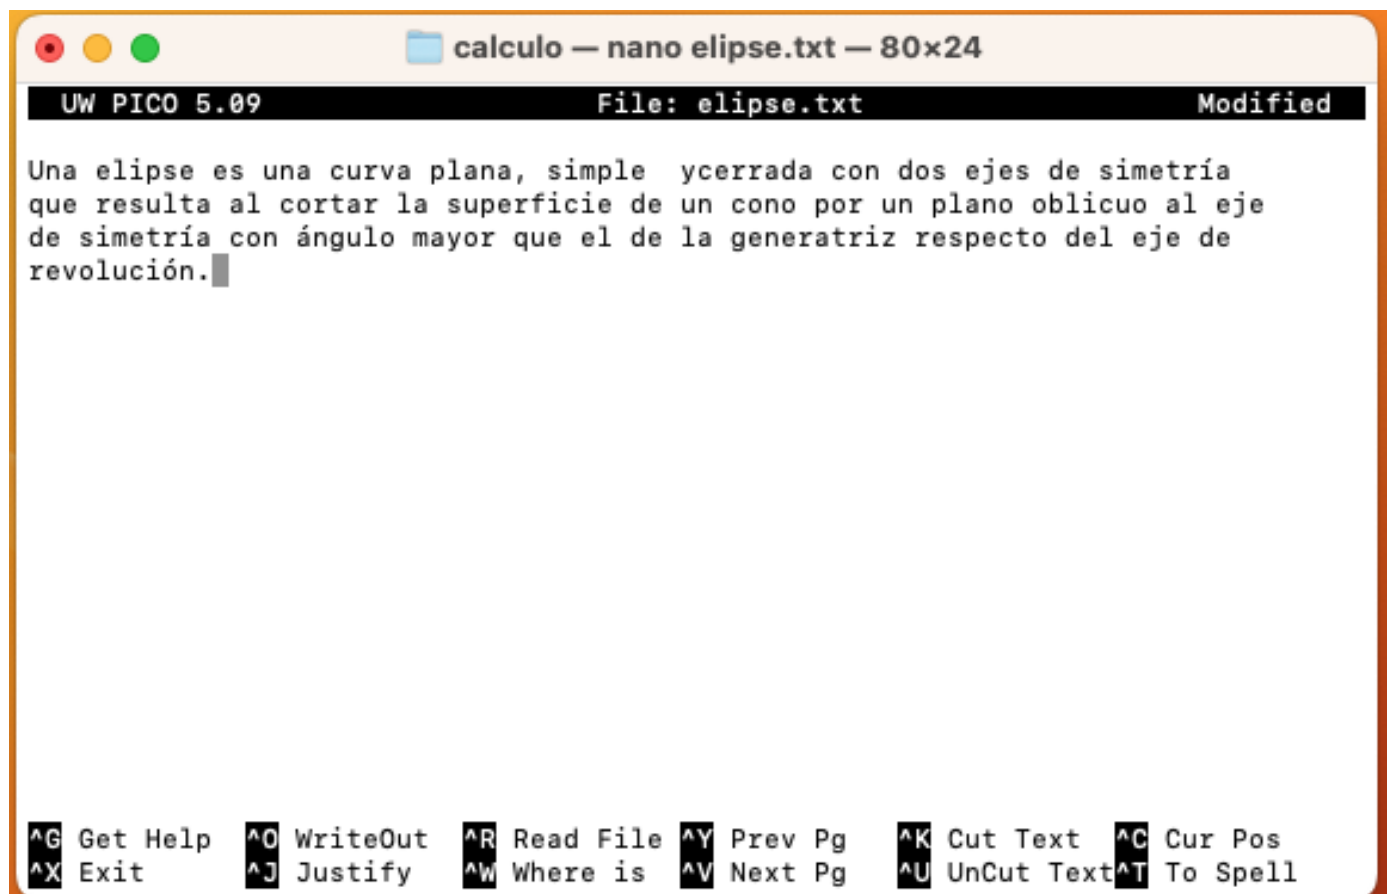 calculo — nano elipse.txt — 80×24
UW PICO 5.09 File: elipse.txt Modified
Una elipse es una curva plana, simple  ycerrada con dos ejes de simetría
que resulta al cortar la superficie de un cono por un plano oblicuo al eje
de simetría con ángulo mayor que el de la generatriz respecto del eje de
revolución.
^G Get Help ^O WriteOut ^R Read File ^Y Prev Pg ^K Cut Text ^C Cur Pos
^X Exit ^J Justify ^W Where is ^V Next Pg ^U UnCut Text ^T To Spell